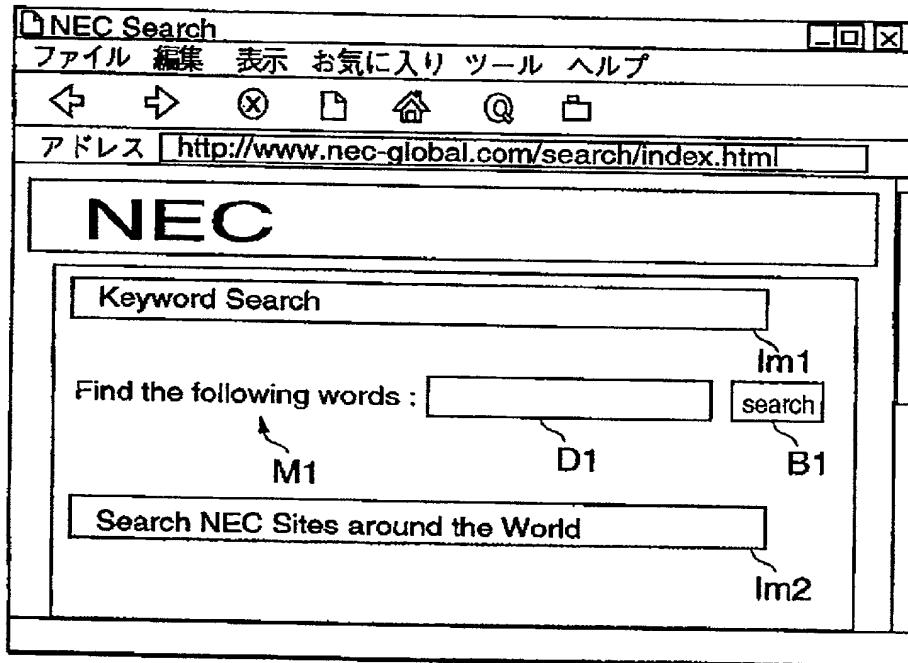 NEC Search
ファイル 編集 表示 お気に入り ツール ヘルプ
Q
アドレス http://www.nec-global.com/search/index.html
NEC
Keyword Search
Im1
Find the following words : search
M1 D1 B1
Search NEC Sites around the World
Im2